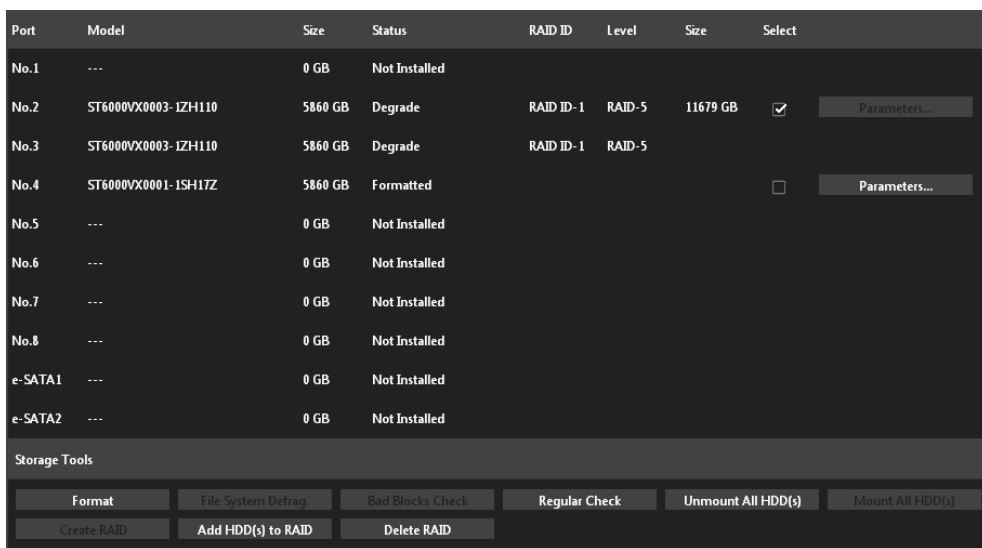 Port Model Size Status RAID ID Level Size Select
No.1 --- 0 GB Not Installed
No.2 ST6000VX0003-1ZH110 5860 GB Degrade RAID ID-1 RAID-5 11679 GB Parameters...
No.3 ST6000VX0003-1ZH110 5860 GB Degrade RAID ID-1 RAID-5
No.4 ST6000VX0001-1SH17Z 5860 GB Formatted Parameters...
No.5 --- 0 GB Not Installed
No.6 --- 0 GB Not Installed
No.7 --- 0 GB Not Installed
No.8 --- 0 GB Not Installed
e-SATA1 --- 0 GB Not Installed
e-SATA2 --- 0 GB Not Installed
Storage Tools
Format File System Defrag. Bad Blocks Check Regular Check Unmount All HDD(s) Mount All HDD(s)
Create RAID Add HDD(s) to RAID Delete RAID